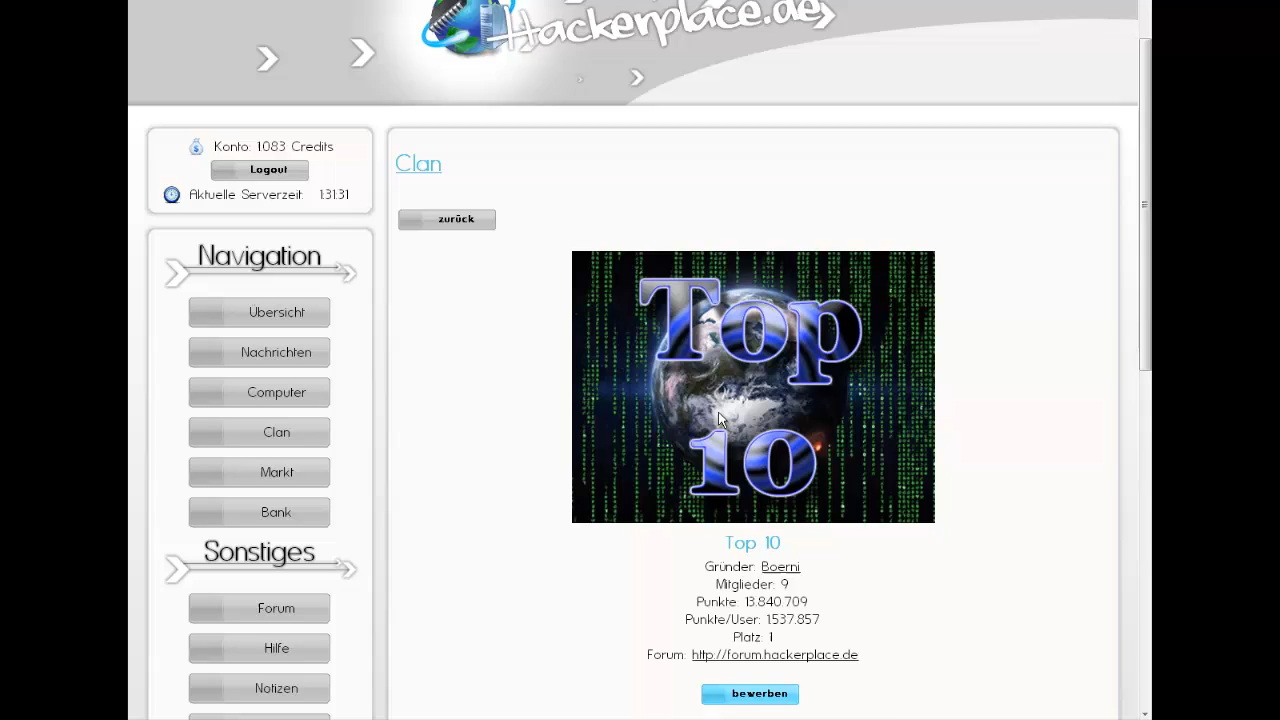 Hackerplace.de
Konto: 1.083 Credits
Logout
Aktuelle Serverzeit: 1:31:31
Navigation
Übersicht
Nachrichten
Computer
Clan
Markt
Bank
Sonstiges
Forum
Hilfe
Notizen
Clan
zurück
Top
10
Top 10
Gründer: Boerni
Mitglieder: 9
Punkte: 13.840.709
Punkte/User: 1.537.857
Platz: 1
Forum: http://forum.hackerplace.de
bewerben